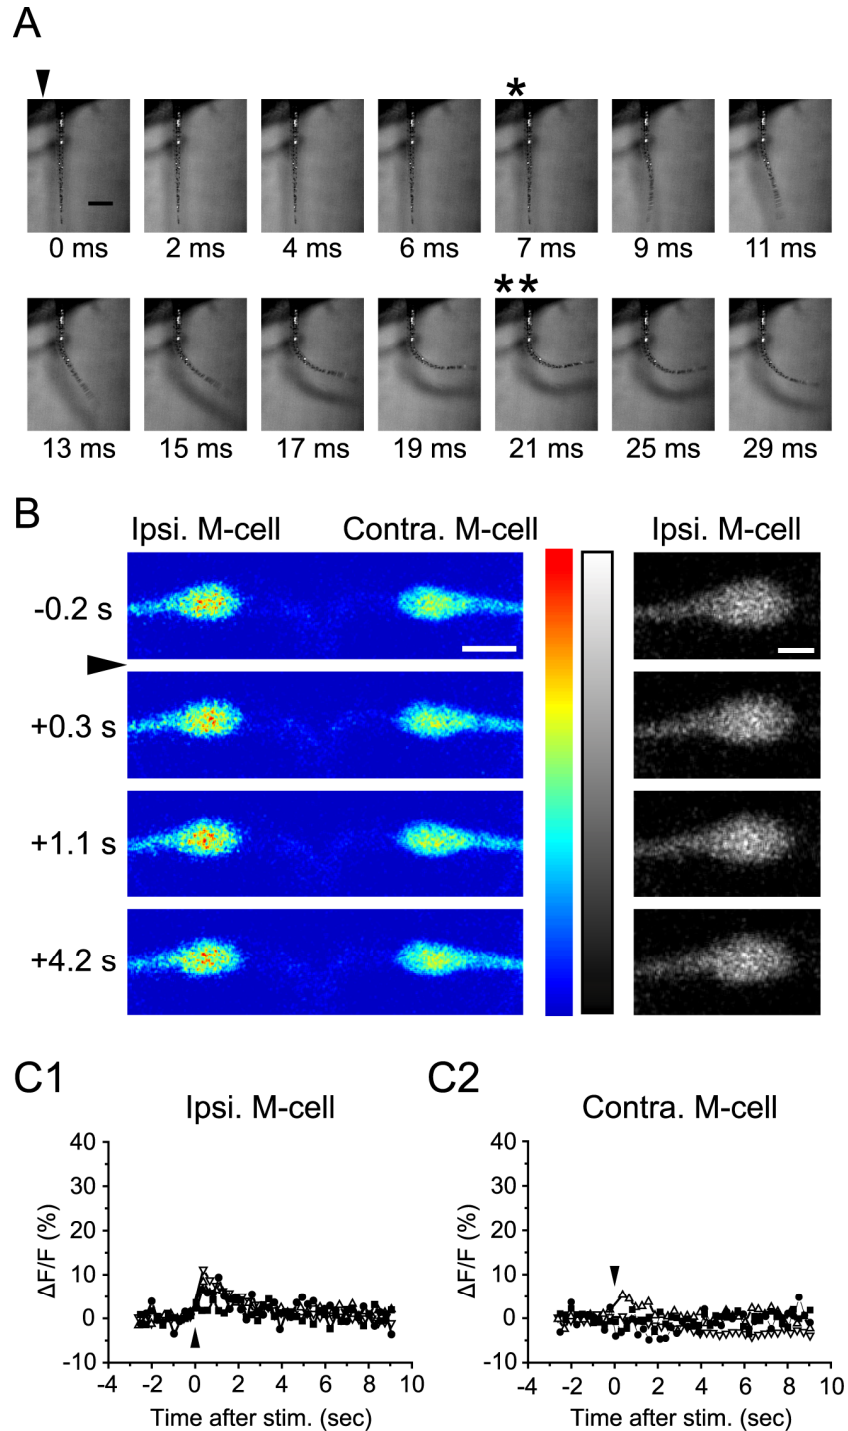 A
*
0 ms 2 ms 4 ms 6 ms 7 ms 9 ms 11 ms
**
13 ms 15 ms 17 ms 19 ms 21 ms 25 ms 29 ms
B
Ipsi. M-cell Contra. M-cell Ipsi. M-cell
-0.2 s
+0.3 s
+1.1 s
+4.2 s
C1 C2
Ipsi. M-cell Contra. M-cell
40 40
30 30
20 20
10 10
0 0
-10 -10
ΔF/F (%) ΔF/F (%)
-4 -2 0 2 4 6 8 10 -4 -2 0 2 4 6 8 10
Time after stim. (sec) Time after stim. (sec)